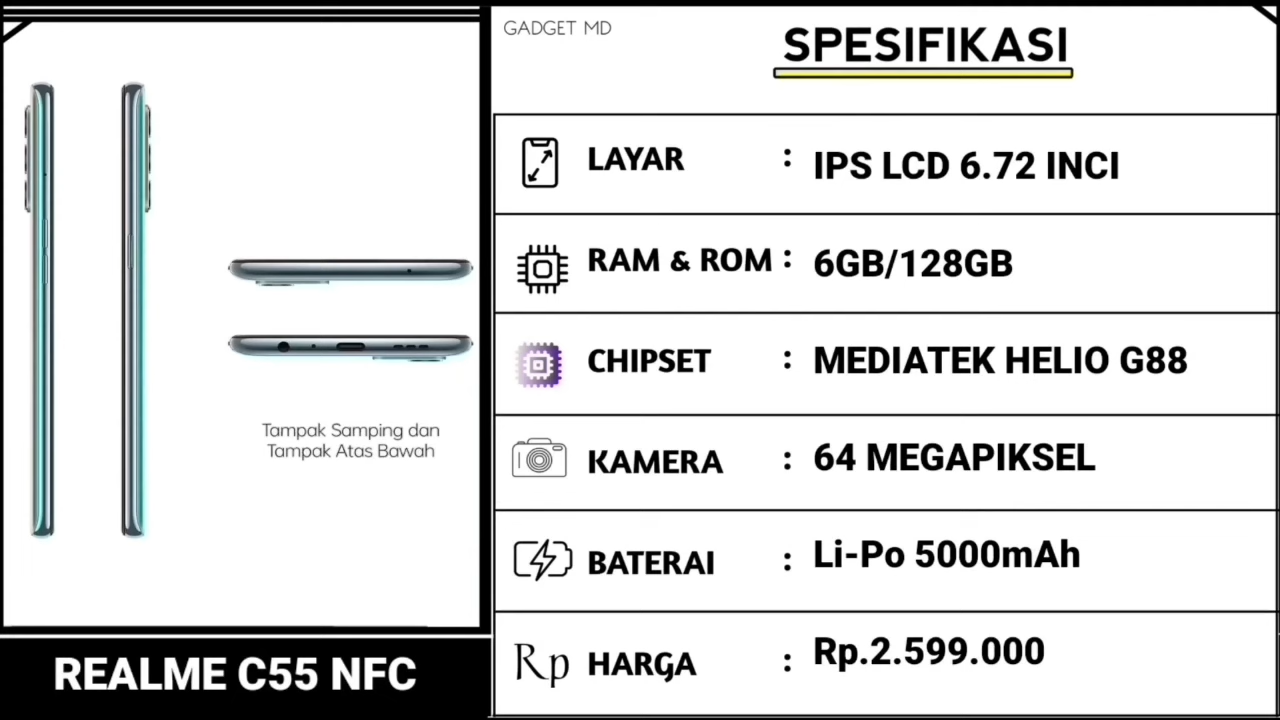 GADGET MD
SPESIFIKASI
LAYAR : IPS LCD 6.72 INCI
RAM & ROM : 6GB/128GB
CHIPSET : MEDIATEK HELIO G88
KAMERA : 64 MEGAPIKSEL
BATERAI : Li-Po 5000mAh
Rp HARGA : Rp.2.599.000
Tampak Samping dan
Tampak Atas Bawah
REALME C55 NFC